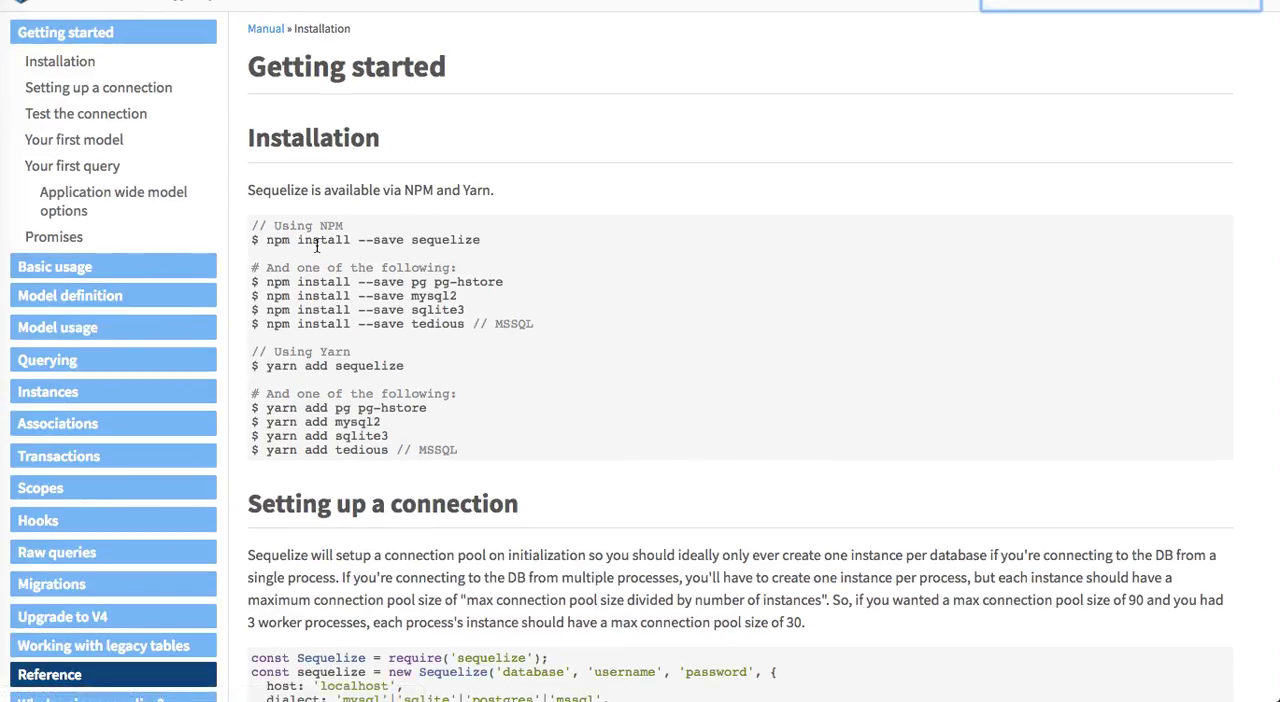 Getting started
Installation
Setting up a connection
Test the connection
Your first model
Your first query
Application wide model
options
Promises
Basic usage
Model definition
Model usage
Querying
Instances
Associations
Transactions
Scopes
Hooks
Raw queries
Migrations
Upgrade to V4
Working with legacy tables
Reference
Manual » Installation
Getting started
Installation
Sequelize is available via NPM and Yarn.
// Using NPM
$ npm install --save sequelize
# And one of the following:
$ npm install --save pg pg-hstore
$ npm install --save mysql2
$ npm install --save sqlite3
$ npm install --save tedious // MSSQL
// Using Yarn
$ yarn add sequelize
# And one of the following:
$ yarn add pg pg-hstore
$ yarn add mysql2
$ yarn add sqlite3
$ yarn add tedious // MSSQL
Setting up a connection
Sequelize will setup a connection pool on initialization so you should ideally only ever create one instance per database if you're connecting to the DB from a
single process. If you're connecting to the DB from multiple processes, you'll have to create one instance per process, but each instance should have a
maximum connection pool size of "max connection pool size divided by number of instances". So, if you wanted a max connection pool size of 90 and you had
3 worker processes, each process's instance should have a max connection pool size of 30.
const Sequelize = require('sequelize');
const sequelize = new Sequelize('database', 'username', 'password', {
host: 'localhost',
dialect: 'mysql'|'sqlite'|'postgres'|'mssql',